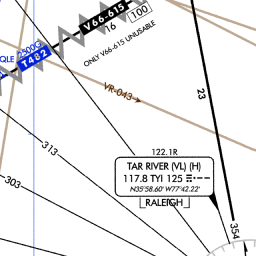 V66-615
16
100
2500G
QLE
T482
ONLY V66-615 UNUSABLE
VR-043
23
313
303
122.1R
TAR RIVER (VL) (H)
117.8 TYI 125
N35°58.60' W77°42.22'
RALEIGH
354